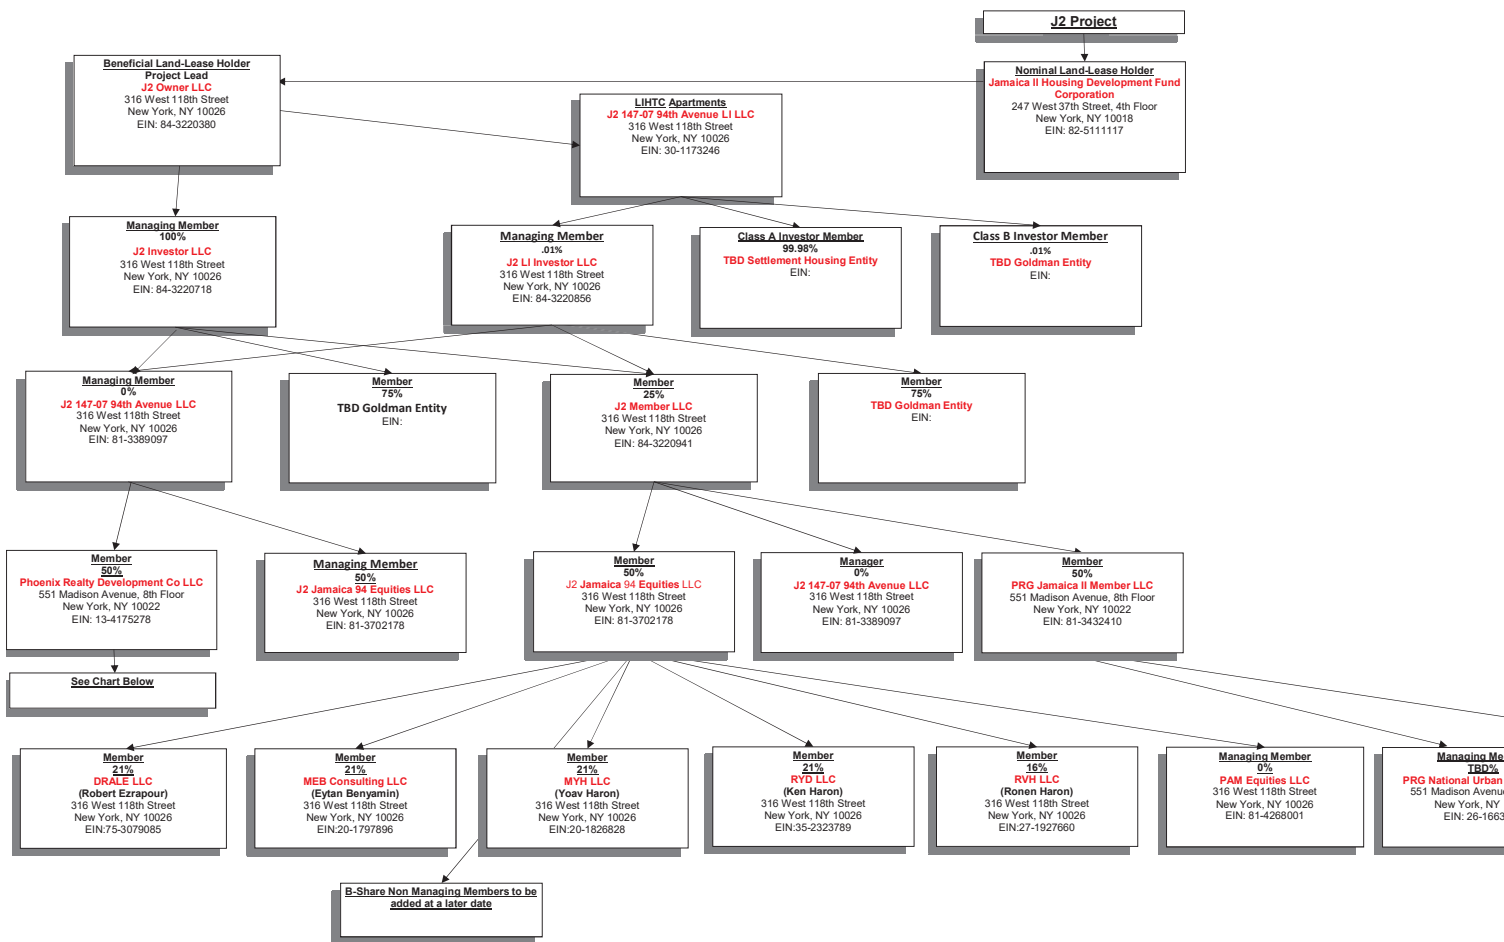 J2 Project
Beneficial Land-Lease Holder
Project Lead
J2 Owner LLC
316 West 118th Street
New York, NY 10026
EIN: 84-3220380
Nominal Land-Lease Holder
Jamaica II Housing Development Fund
Corporation
247 West 37th Street, 4th Floor
New York, NY 10018
EIN: 82-5111117
LIHTC Apartments
J2 147-07 94th Avenue LI LLC
316 West 118th Street
New York, NY 10026
EIN: 30-1173246
Managing Member
100%
J2 Investor LLC
316 West 118th Street
New York, NY 10026
EIN: 84-3220718
Managing Member
.01%
J2 LI Investor LLC
316 West 118th Street
New York, NY 10026
EIN: 84-3220856
Class A Investor Member
99.98%
TBD Settlement Housing Entity
EIN:
Class B Investor Member
.01%
TBD Goldman Entity
EIN:
Managing Member
0%
J2 147-07 94th Avenue LLC
316 West 118th Street
New York, NY 10026
EIN: 81-3389097
Member
75%
TBD Goldman Entity
EIN:
Member
25%
J2 Member LLC
316 West 118th Street
New York, NY 10026
EIN: 84-3220941
Member
75%
TBD Goldman Entity
EIN:
Member
50%
Phoenix Realty Development Co LLC
551 Madison Avenue, 8th Floor
New York, NY 10022
EIN: 13-4175278
Managing Member
50%
J2 Jamaica 94 Equities LLC
316 West 118th Street
New York, NY 10026
EIN: 81-3702178
Member
50%
J2 Jamaica 94 Equities LLC
316 West 118th Street
New York, NY 10026
EIN: 81-3702178
Manager
0%
J2 147-07 94th Avenue LLC
316 West 118th Street
New York, NY 10026
EIN: 81-3389097
Member
50%
PRG Jamaica II Member LLC
551 Madison Avenue, 8th Floor
New York, NY 10022
EIN: 81-3432410
See Chart Below
Member
21%
DRALE LLC
(Robert Ezrapour)
316 West 118th Street
New York, NY 10026
EIN:75-3079085
Member
21%
MEB Consulting LLC
(Eytan Benyamin)
316 West 118th Street
New York, NY 10026
EIN:20-1797896
Member
21%
MYH LLC
(Yoav Haron)
316 West 118th Street
New York, NY 10026
EIN:20-1826828
Member
21%
RYD LLC
(Ken Haron)
316 West 118th Street
New York, NY 10026
EIN:35-2323789
Member
16%
RVH LLC
(Ronen Haron)
316 West 118th Street
New York, NY 10026
EIN:27-1927660
Managing Member
0%
PAM Equities LLC
316 West 118th Street
New York, NY 10026
EIN: 81-4268001
Managing Me
TBD%
PRG National Urban
551 Madison Avenue
New York, NY
EIN: 26-1663
B-Share Non Managing Members to be
added at a later date